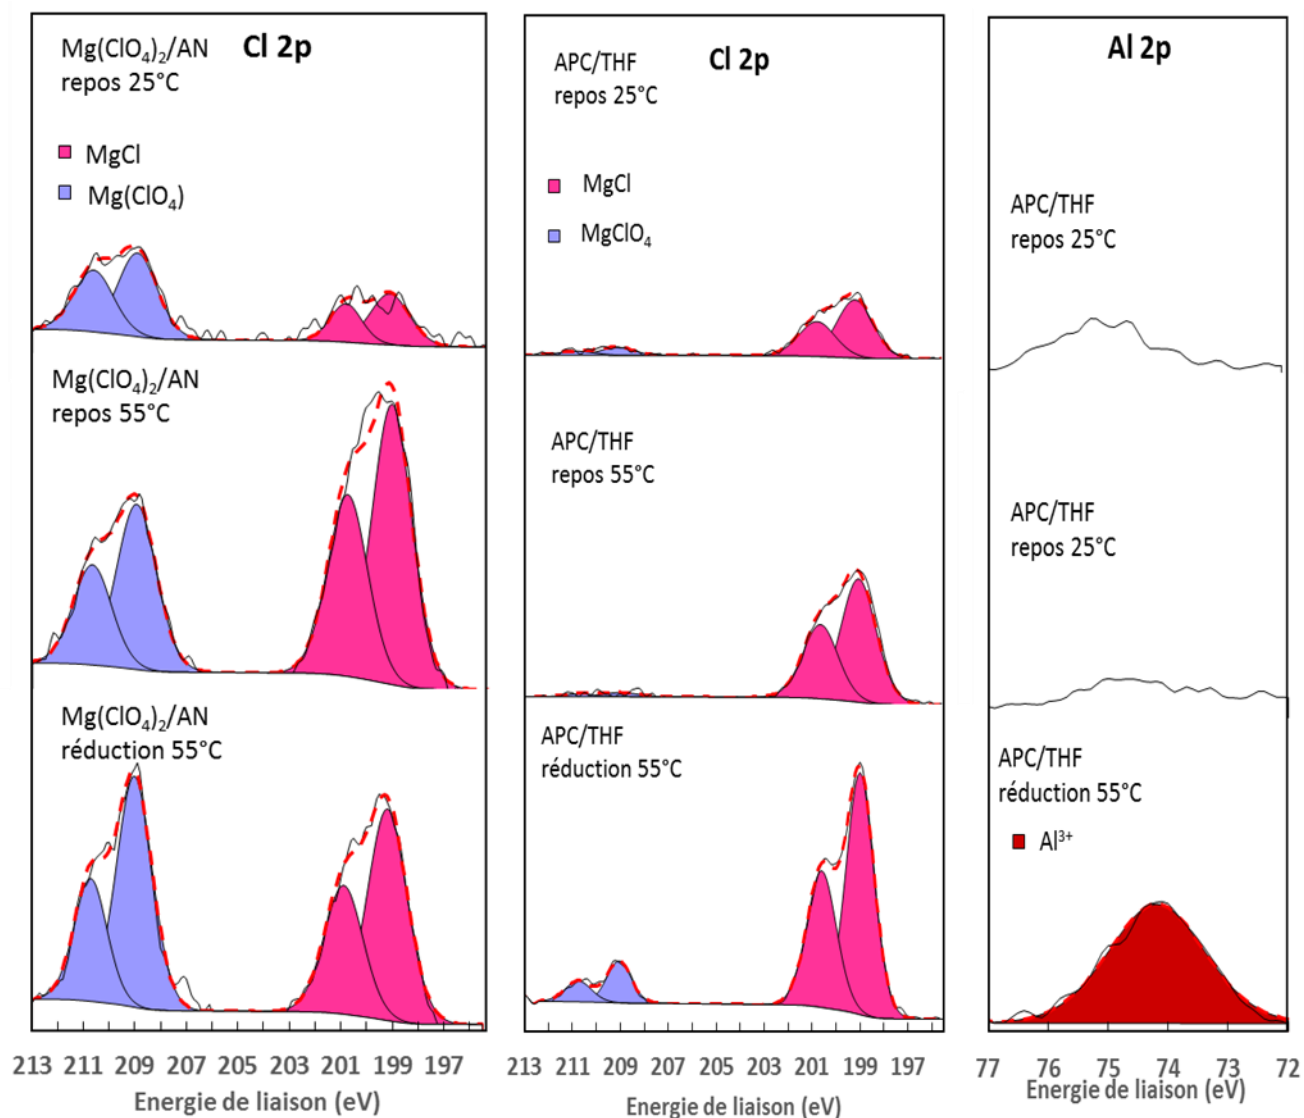 Mg(ClO₄)₂/AN
repos 25°C
Cl 2p
MgCl
Mg(ClO₄)
Mg(ClO₄)₂/AN
repos 55°C
Mg(ClO₄)₂/AN
réduction 55°C
213 211 209 207 205 203 201 199 197
Energie de liaison (eV)
APC/THF
repos 25°C
Cl 2p
MgCl
MgClO₄
APC/THF
repos 55°C
APC/THF
réduction 55°C
213 211 209 207 205 203 201 199 197
Energie de liaison (eV)
Al 2p
APC/THF
repos 25°C
APC/THF
repos 25°C
APC/THF
réduction 55°C
Al³⁺
77 76 75 74 73 72
Energie de liaison (eV)